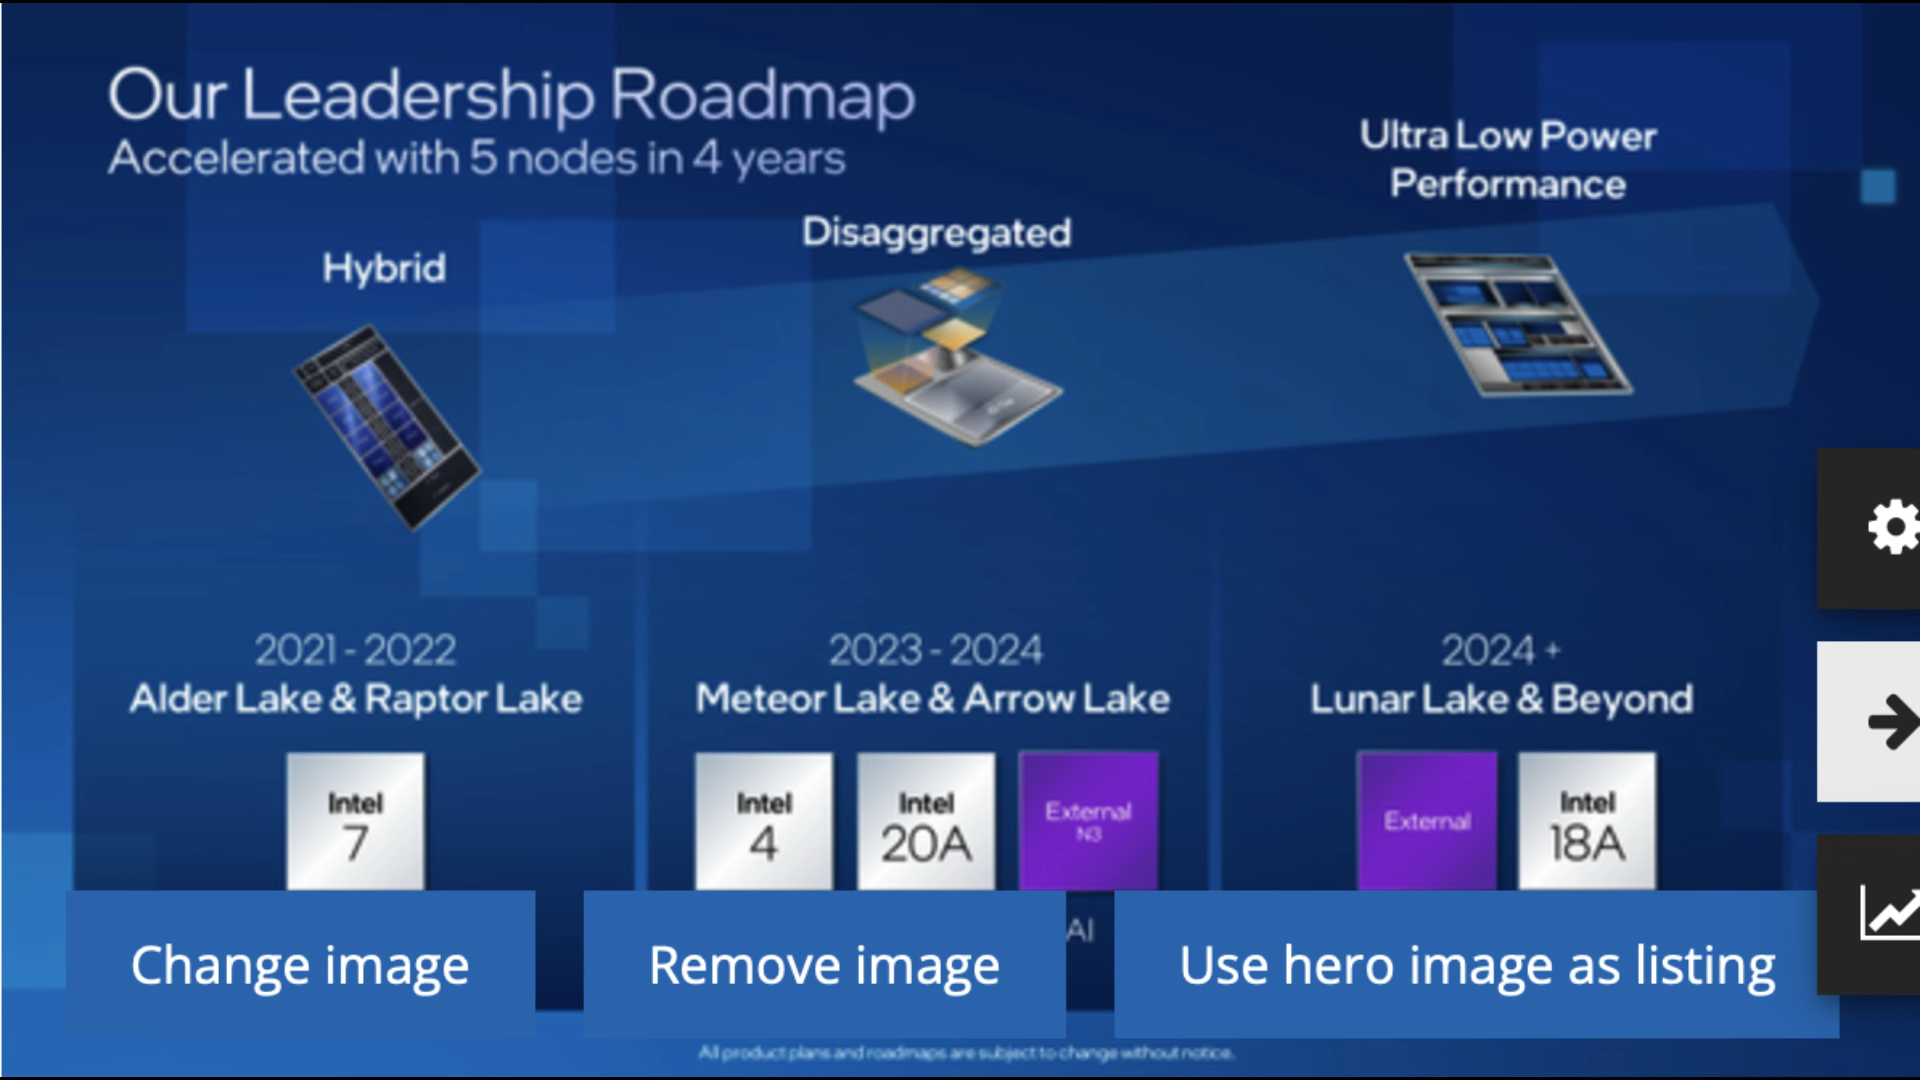 Our Leadership Roadmap
Accelerated with 5 nodes in 4 years
Hybrid
Disaggregated
Ultra Low Power
Performance
2021 - 2022
Alder Lake & Raptor Lake
Intel
7
2023 - 2024
Meteor Lake & Arrow Lake
Intel
4
Intel
20A
External
N3
2024 +
Lunar Lake & Beyond
External
Intel
18A
AI
Change image
Remove image
Use hero image as listing
All product plans and roadmaps are subject to change without notice.